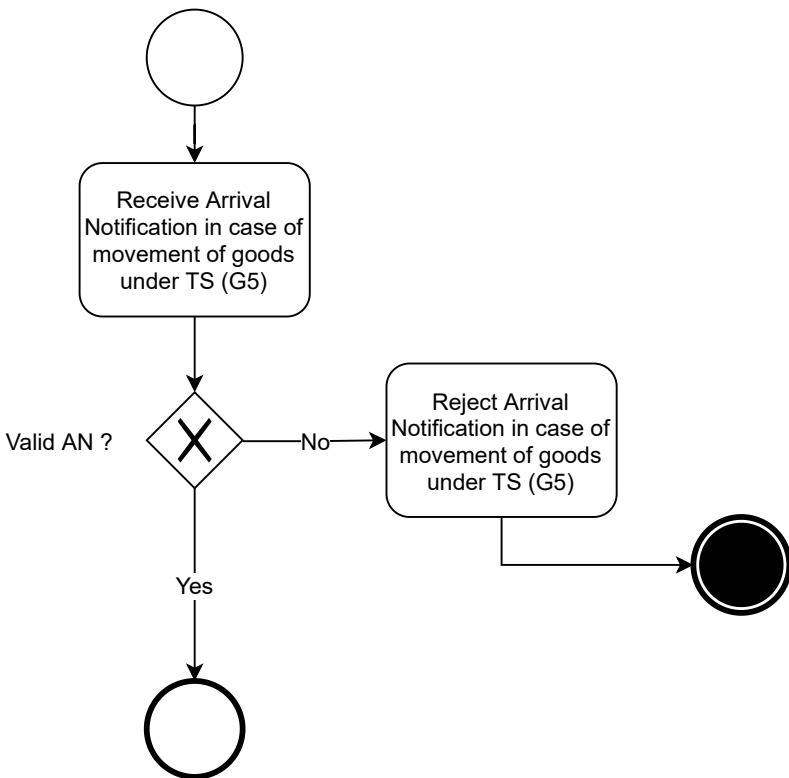 Receive Arrival
Notification in case of
movement of goods
under TS (G5)
Valid AN ?
No
Reject Arrival
Notification in case of
movement of goods
under TS (G5)
Yes